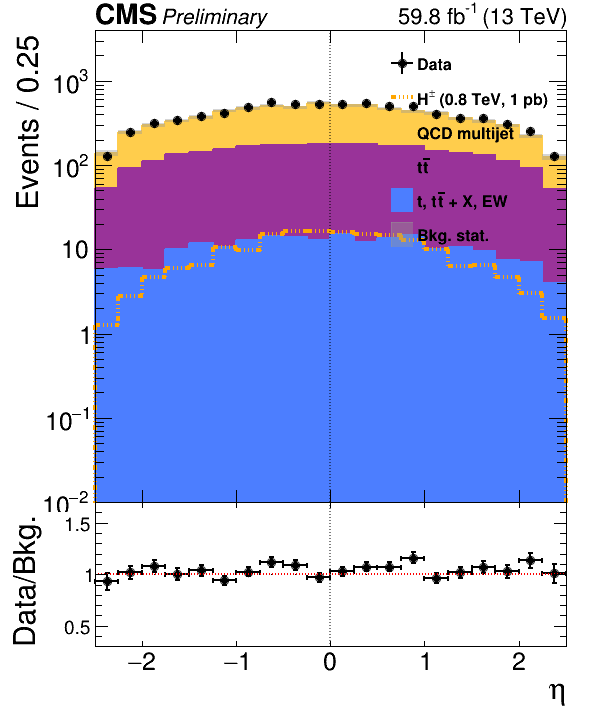 CMS Preliminary 59.8 fb⁻¹ (13 TeV)
Events / 0.25
10³
10²
10
1
10⁻¹
10⁻²
Data
H± (0.8 TeV, 1 pb)
QCD multijet
tt̅
t, tt̅ + X, EW
Bkg. stat.
Data/Bkg.
1.5
1
0.5
−2 −1 0 1 2
η